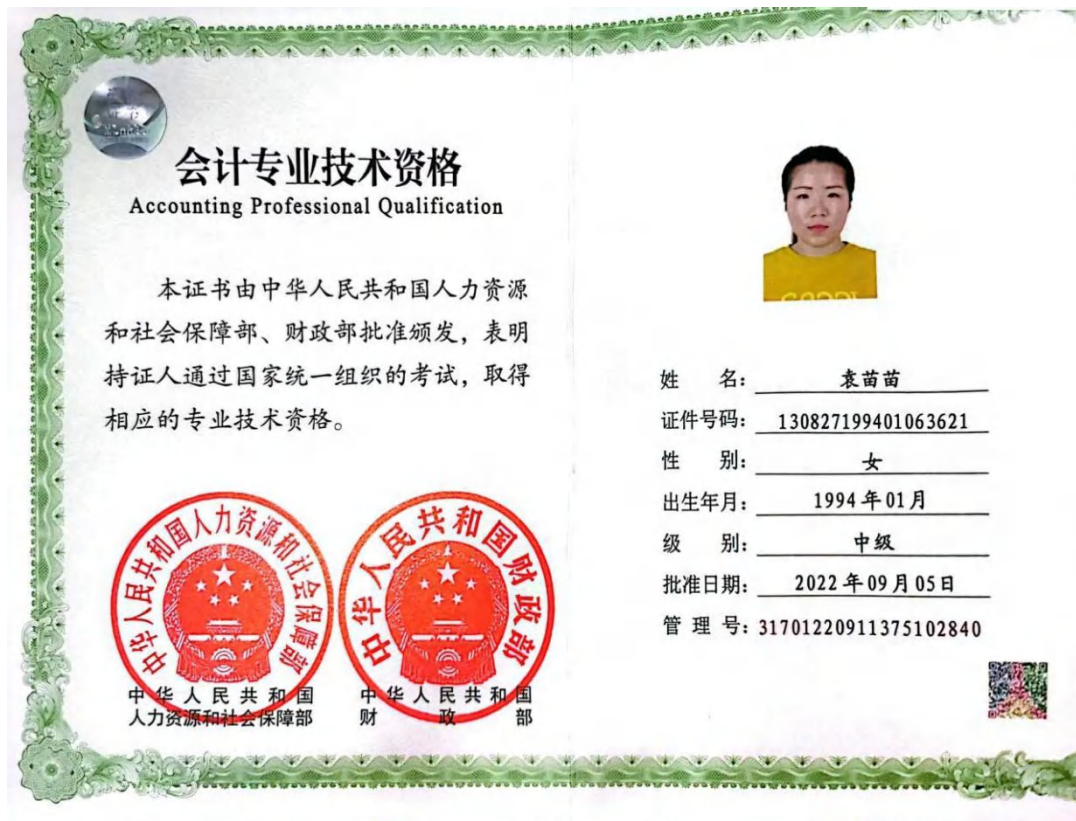 会计专业技术资格
Accounting Professional Qualification
本证书由中华人民共和国人力资源
和社会保障部、财政部批准颁发，表明
持证人通过国家统一组织的考试，取得
相应的专业技术资格。
中华人民共和国人力资源和社会保障部
中华人民共和国财政部
中华人民共和国
人力资源和社会保障部
中华人民共和国
财政部
姓名：袁苗苗
证件号码：130827199401063621
性别：女
出生年月：1994年01月
级别：中级
批准日期：2022年09月05日
管理号：31701220911375102840